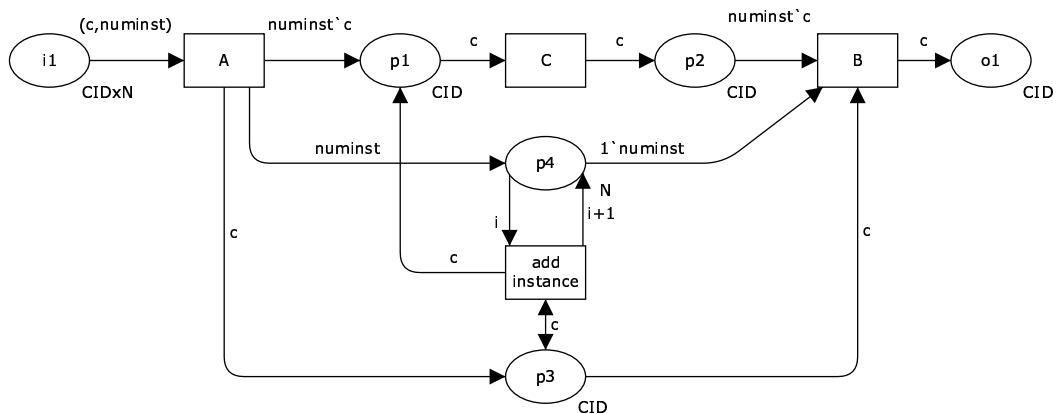 (c,numinst)
numinst`c
c
c
numinst`c
c
i1
A
p1
C
p2
B
o1
CIDxN
CID
CID
CID
numinst
p4
1`numinst
N
i
i+1
c
c
c
add
instance
c
p3
CID